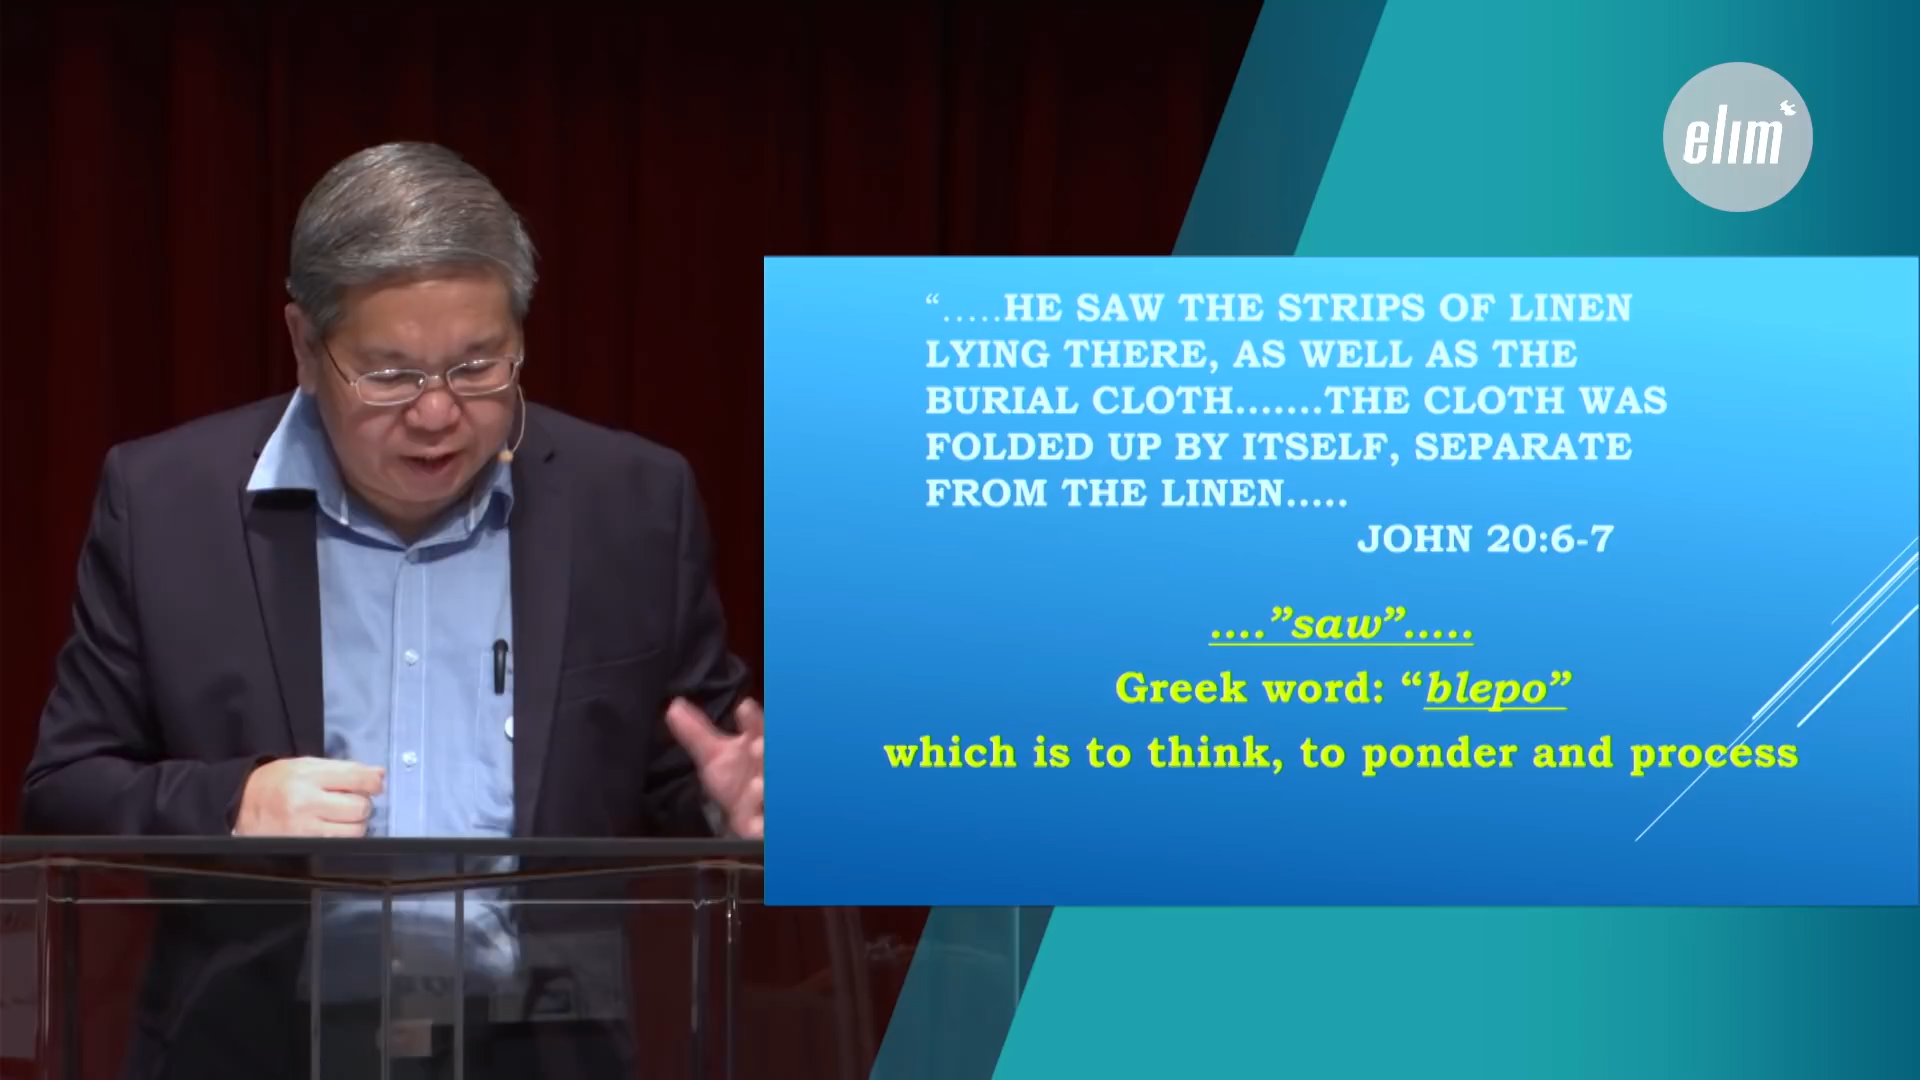 elim
“.....HE SAW THE STRIPS OF LINEN
LYING THERE, AS WELL AS THE
BURIAL CLOTH.......THE CLOTH WAS
FOLDED UP BY ITSELF, SEPARATE
FROM THE LINEN.....
JOHN 20:6-7
....”saw”.....
Greek word: “blepo”
which is to think, to ponder and process